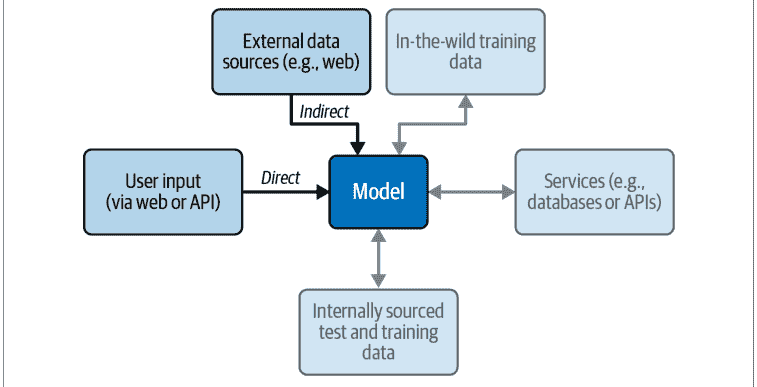 External data
sources (e.g., web)
In-the-wild training
data
Indirect
User input
(via web or API)
Direct
Model
Services (e.g.,
databases or APIs)
Internally sourced
test and training
data